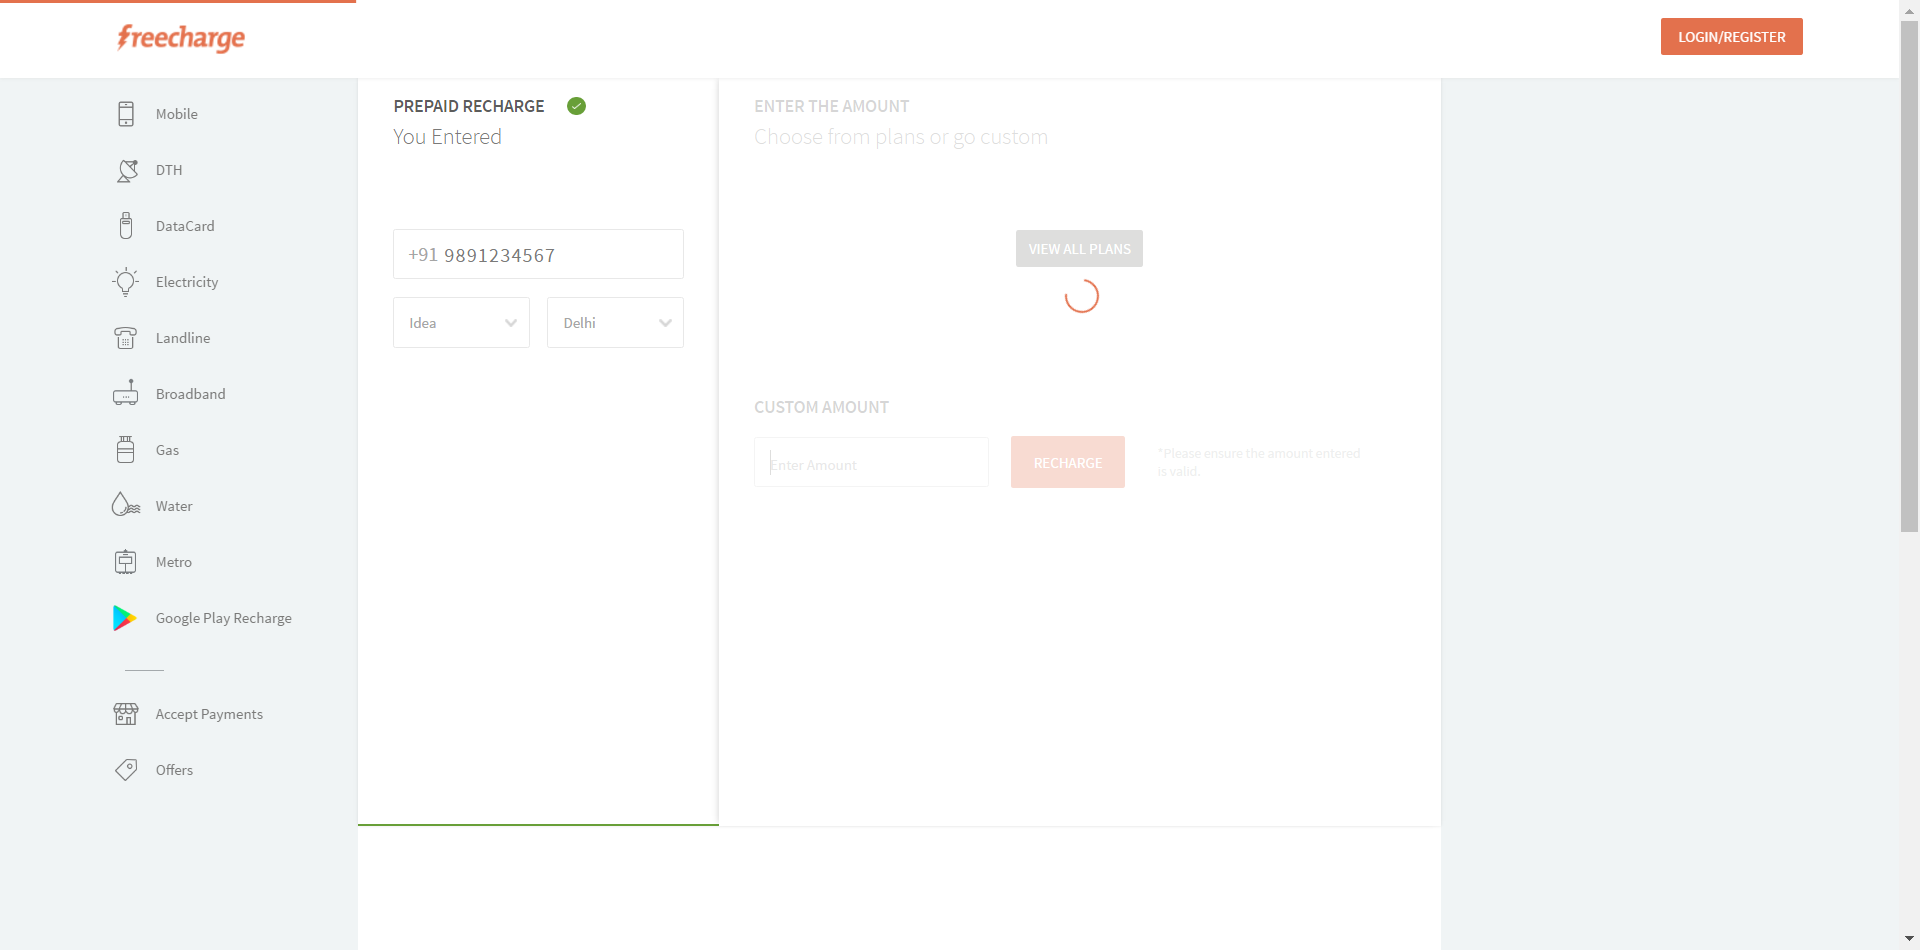 freecharge
LOGIN/REGISTER
Mobile
DTH
DataCard
Electricity
Landline
Broadband
Gas
Water
Metro
Google Play Recharge
Accept Payments
Offers
PREPAID RECHARGE
You Entered
+91 9891234567
Idea
Delhi
ENTER THE AMOUNT
Choose from plans or go custom
VIEW ALL PLANS
CUSTOM AMOUNT
Enter Amount
RECHARGE
*Please ensure the amount entered
is valid.